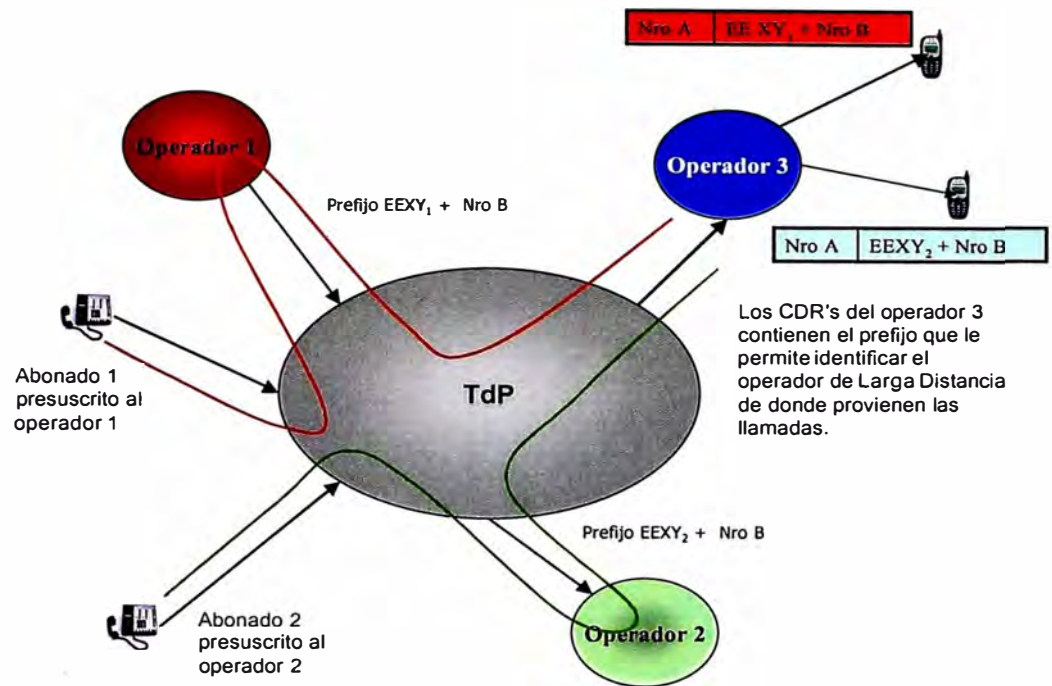 Nro A EE XY₁ + Nro B
Operador 1
Operador 3
Prefijo EEXY₁ + Nro B
Nro A EEXY₂ + Nro B
Los CDR's del operador 3
contienen el prefijo que le
permite identificar el
operador de Larga Distancia
de donde provienen las
llamadas.
Abonado 1
presuscrito al
operador 1
TdP
Prefijo EEXY₂ + Nro B
Abonado 2
presuscrito al
operador 2
Operador 2